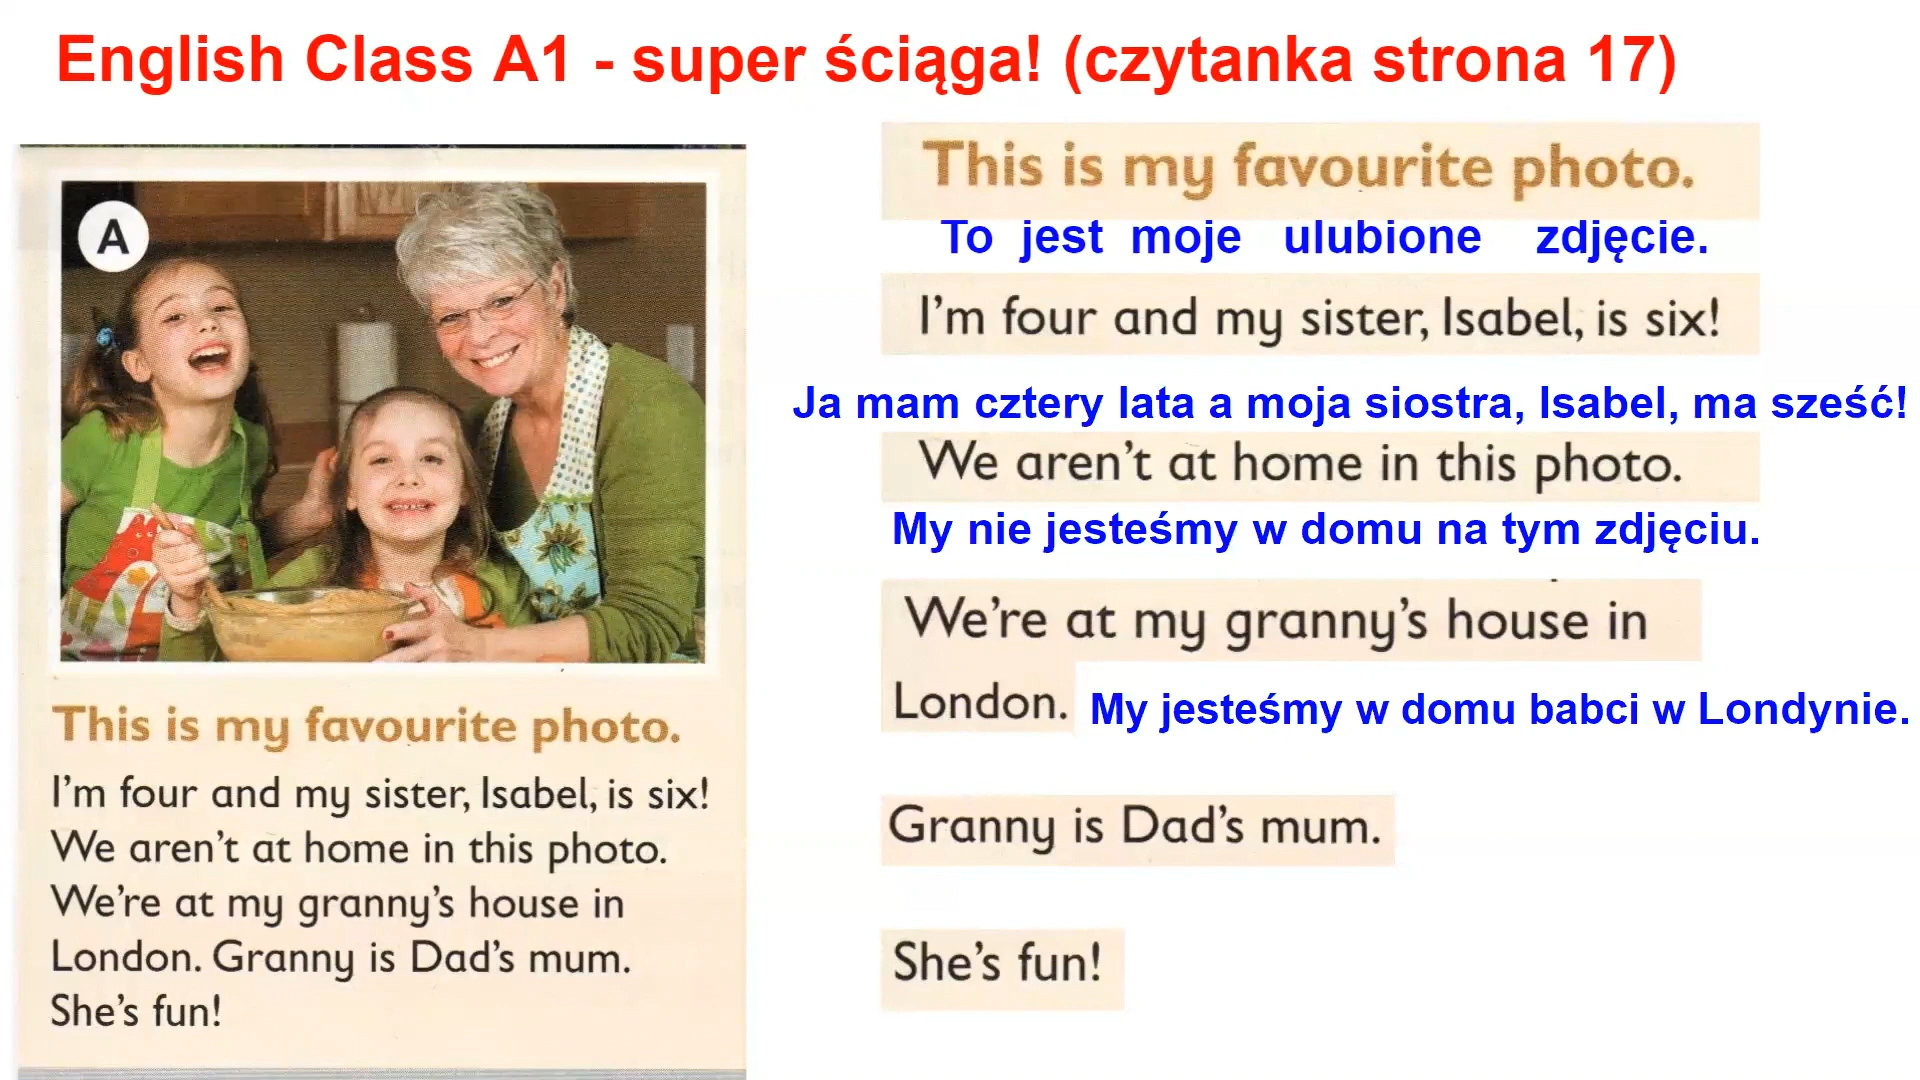 English Class A1 - super ściąga! (czytanka strona 17)
A
This is my favourite photo.
I'm four and my sister, Isabel, is six!
We aren't at home in this photo.
We're at my granny's house in
London. Granny is Dad's mum.
She's fun!
This is my favourite photo.
To jest moje ulubione zdjęcie.
I'm four and my sister, Isabel, is six!
Ja mam cztery lata a moja siostra, Isabel, ma sześć!
We aren't at home in this photo.
My nie jesteśmy w domu na tym zdjęciu.
We're at my granny's house in
London. My jesteśmy w domu babci w Londynie.
Granny is Dad's mum.
She's fun!